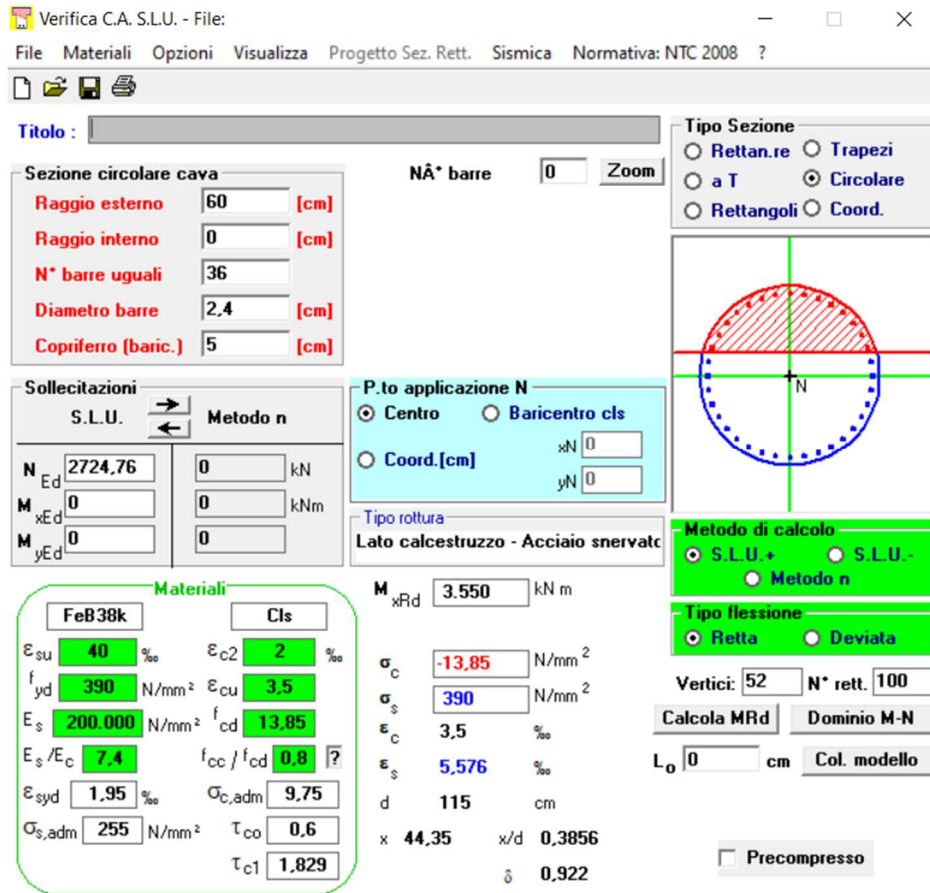 Verifica C.A. S.L.U. - File:
File Materiali Opzioni Visualizza Progetto Sez. Rett. Sismica Normativa: NTC 2008 ?
Titolo :
Tipo Sezione
Rettan.re Trapezi
a T Circolare
Rettangoli Coord.
Sezione circolare cava
Raggio esterno 60 [cm]
Raggio interno 0 [cm]
N° barre uguali 36
Diametro barre 2,4 [cm]
Copriferro (baric.) 5 [cm]
NÂ° barre 0 Zoom
N
Sollecitazioni
S.L.U. Metodo n
N Ed 2724,76 0 kN
M xEd 0 0 kNm
M yEd 0 0
P.to applicazione N
Centro Baricentro cls
Coord.[cm] xN 0
yN 0
Tipo rottura
Lato calcestruzzo - Acciaio snervato
Metodo di calcolo
S.L.U.+ S.L.U.-
Metodo n
Tipo flessione
Retta Deviata
Materiali
FeB38k Cls
εsu 40 ‰ εc2 2 ‰
fyd 390 N/mm² εcu 3,5
Es 200.000 N/mm² fcd 13,85
Es/Ec 7,4 fcc / fcd 0,8 ?
εsyd 1,95 ‰ σc,adm 9,75
σs,adm 255 N/mm² τco 0,6
τc1 1,829
M xRd 3.550 kN m
σc -13,85 N/mm²
σs 390 N/mm²
εc 3,5 ‰
εs 5,576 ‰
d 115 cm
x 44,35 x/d 0,3856
δ 0,922
Vertici: 52 N° rett. 100
Calcola MRd Dominio M-N
Lo 0 cm Col. modello
Precompresso